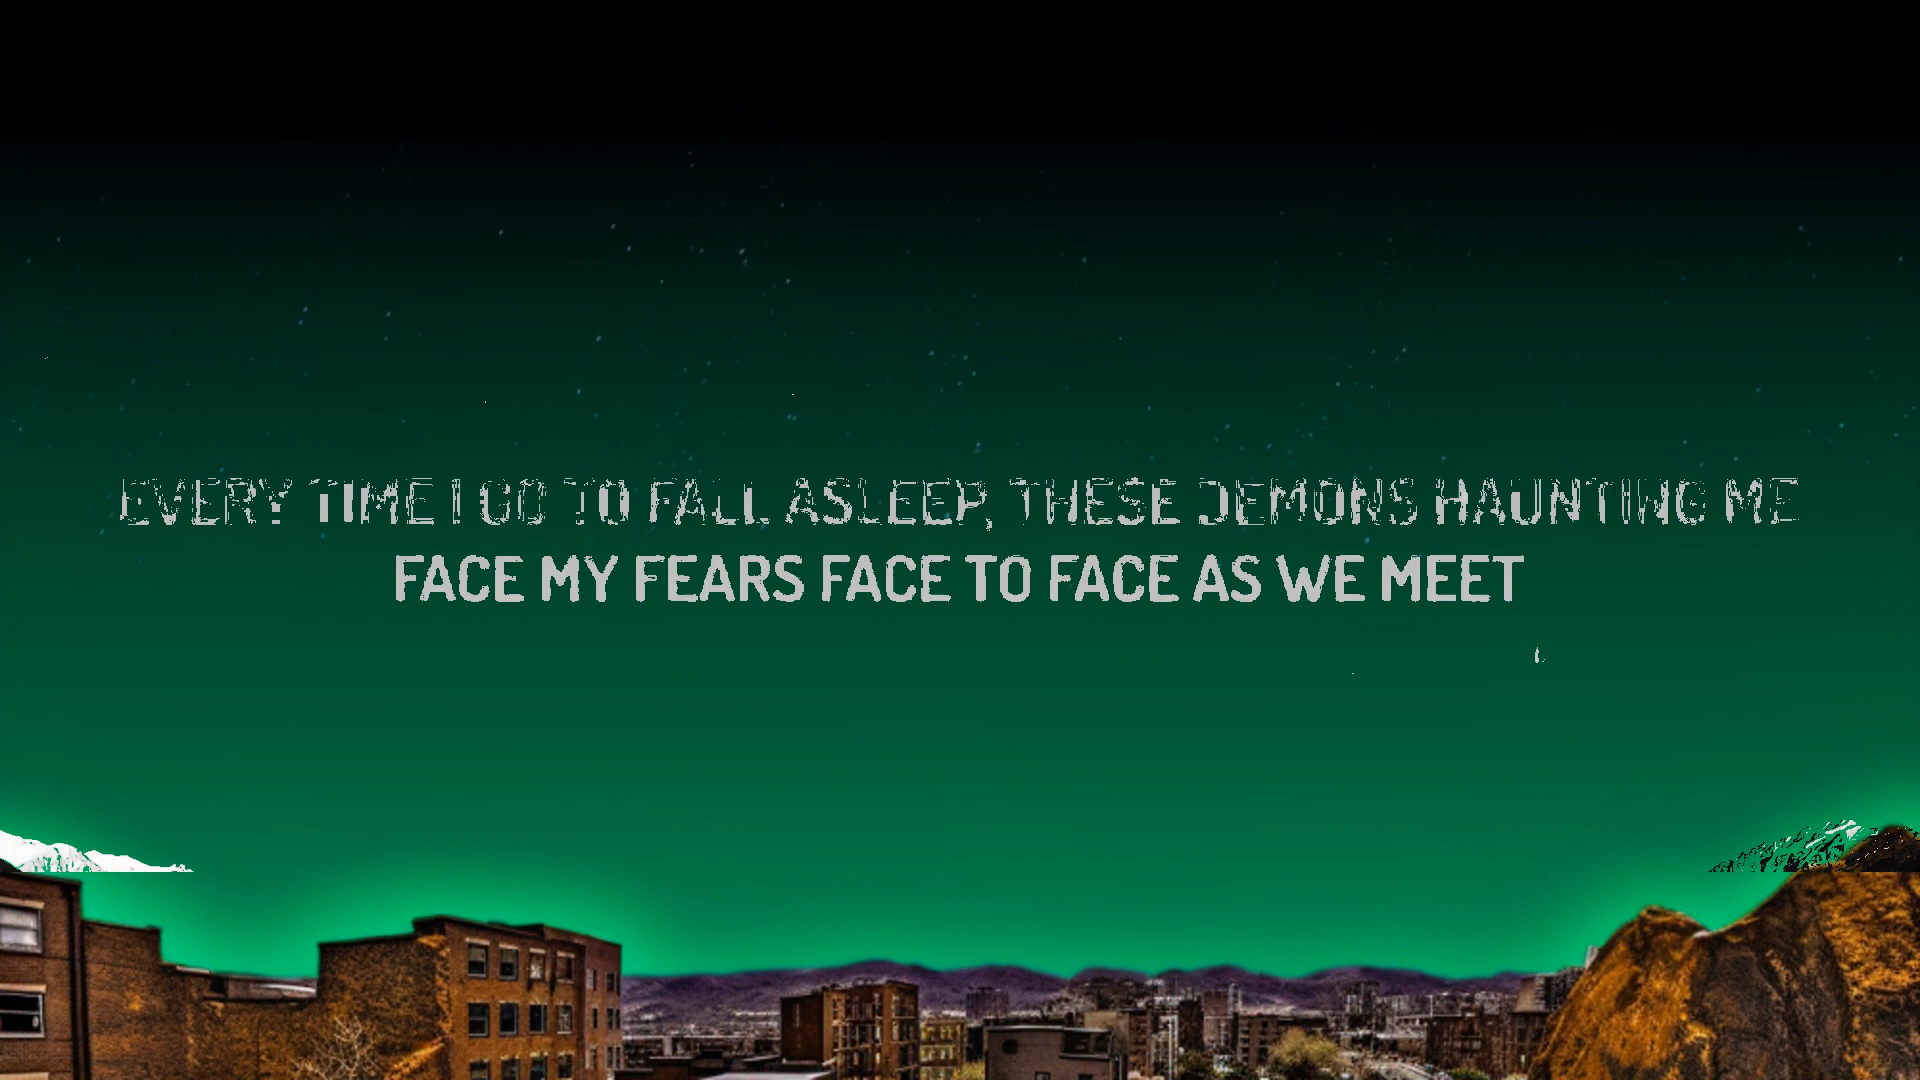 EVERY TIME I GO TO FALL ASLEEP, THESE DEMONS HAUNTING ME
FACE MY FEARS FACE TO FACE AS WE MEET